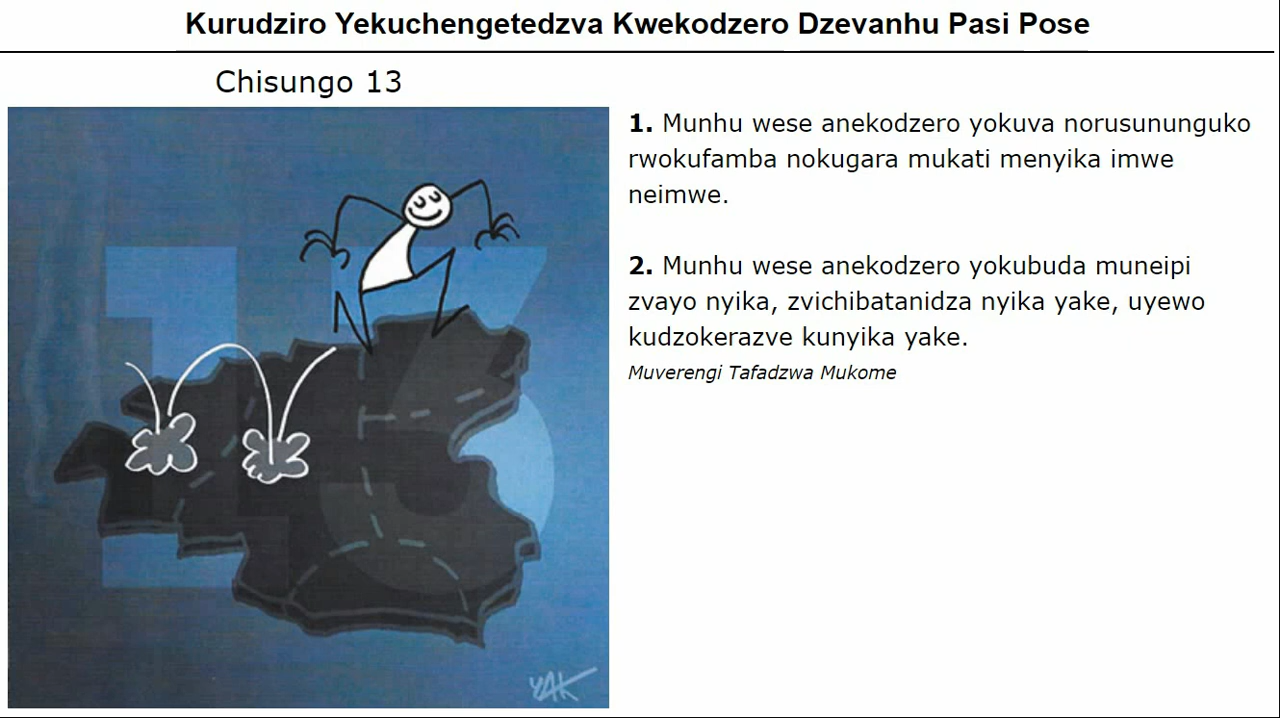 Kurudziro Yekuchengetedzva Kwekodzero Dzevanhu Pasi Pose
Chisungo 13
1. Munhu wese anekodzero yokuva norusununguko
rwokufamba nokugara mukati menyika imwe
neimwe.
2. Munhu wese anekodzero yokubuda muneipi
zvayo nyika, zvichibatanidza nyika yake, uyewo
kudzokerazve kunyika yake.
Muverengi Tafadzwa Mukome
13
YAK